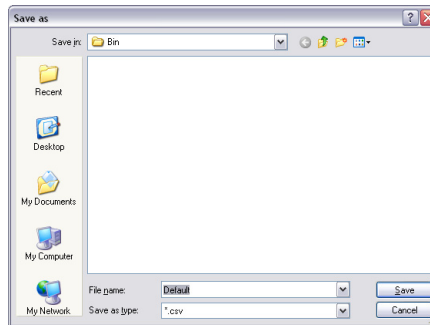 Save as
Save in: Bin
Recent
Desktop
My Documents
My Computer
My Network
File name: Default Save
Save as type: *.csv Cancel